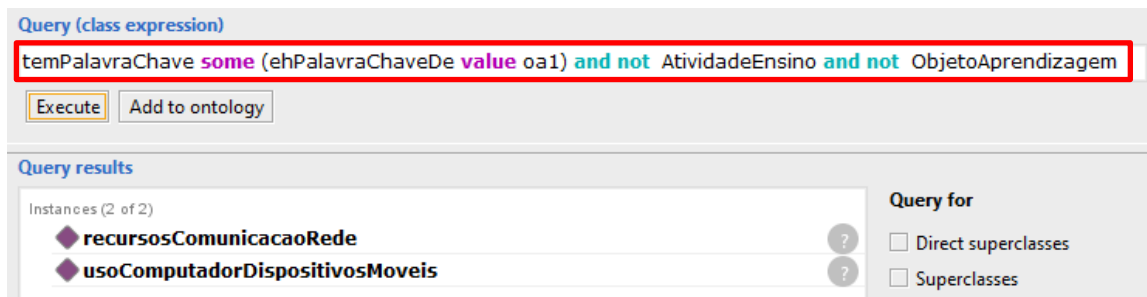 Query (class expression)
temPalavraChave some (ehPalavraChaveDe value oa1) and not AtividadeEnsino and not ObjetoAprendizagem
Execute Add to ontology
Query results
Instances (2 of 2)
recursosComunicacaoRede ?
usoComputadorDispositivosMoveis ?
Query for
Direct superclasses
Superclasses